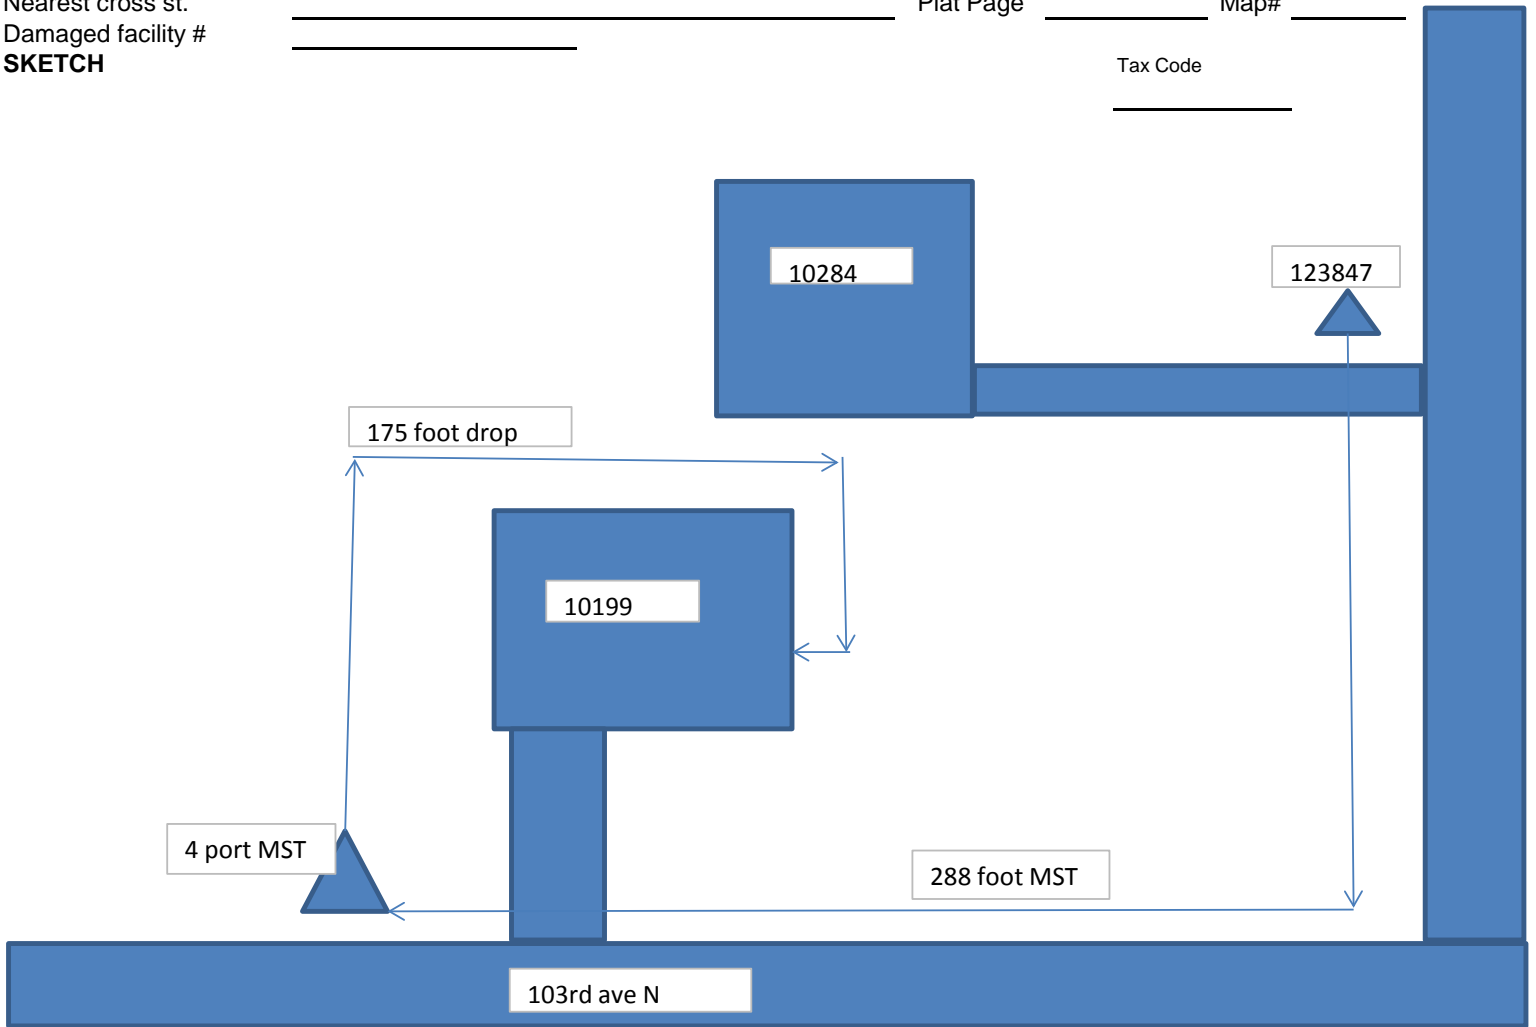 Nearest cross st. Plat Page Map#
Damaged facility #
SKETCH
Tax Code
10284
123847
175 foot drop
10199
4 port MST
288 foot MST
103rd ave N